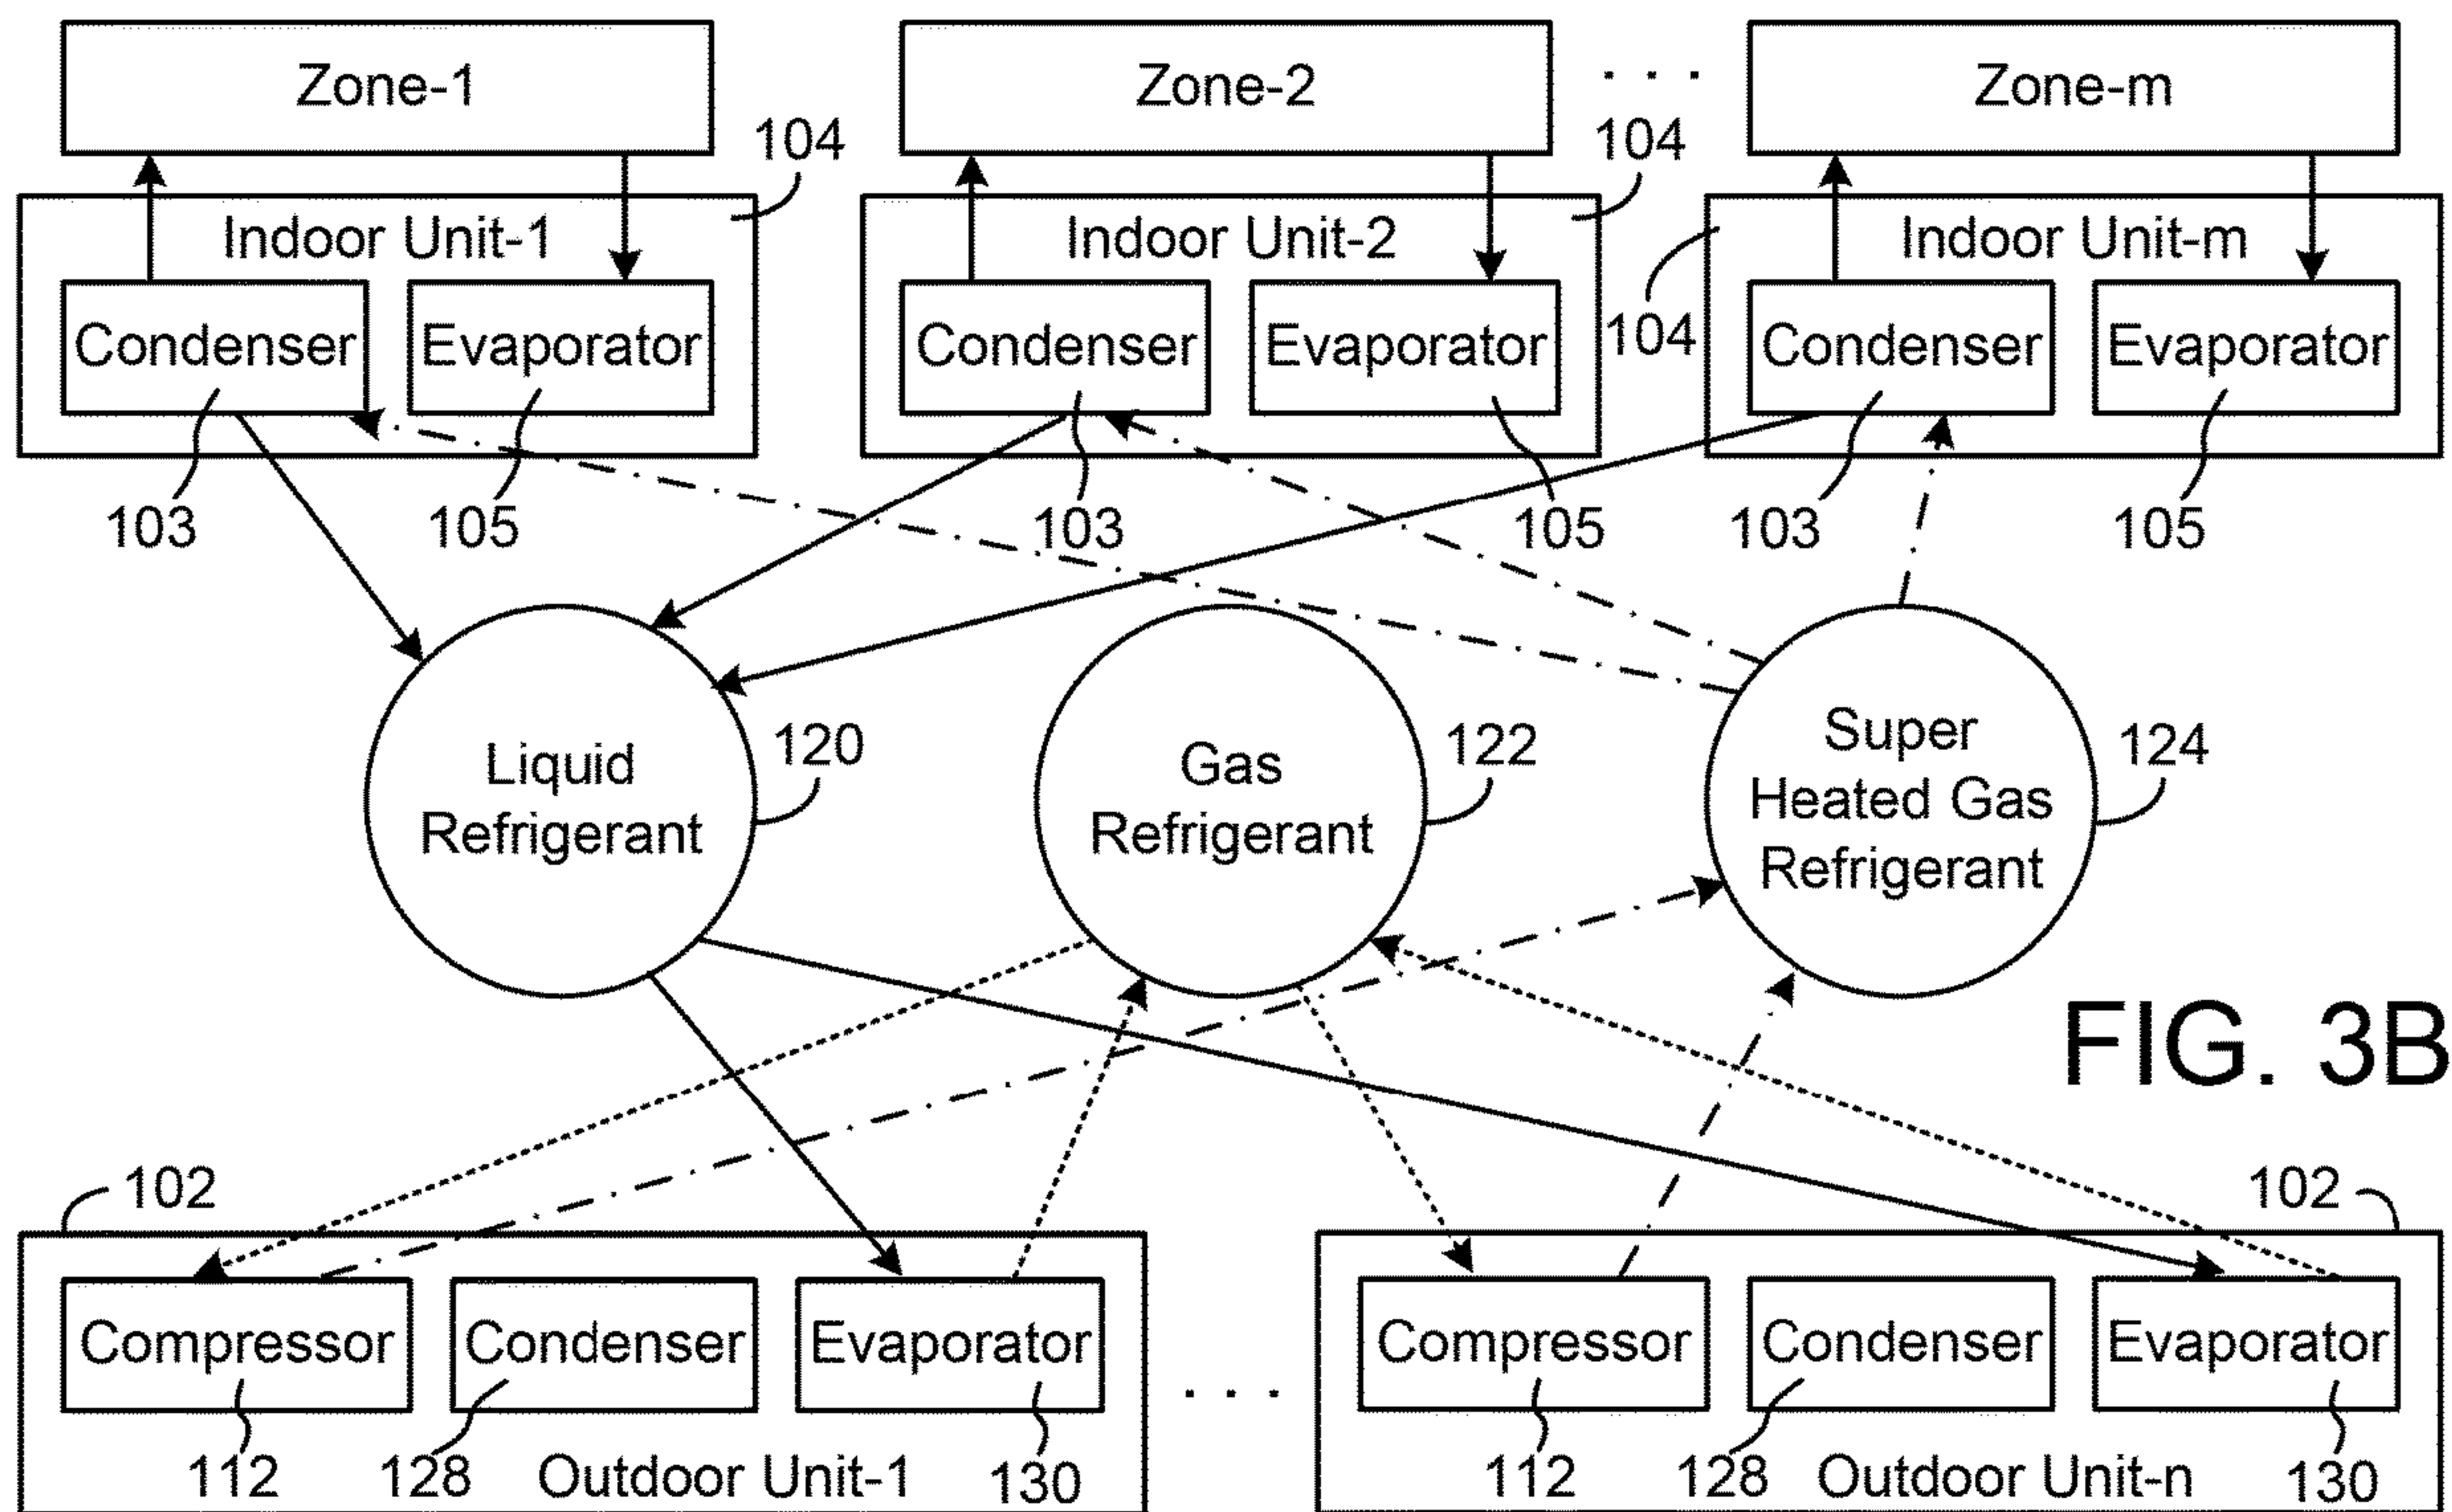 Zone-1
Zone-2
. . .
Zone-m
104
104
Indoor Unit-1
Indoor Unit-2
104
Indoor Unit-m
Condenser
Evaporator
Condenser
Evaporator
Condenser
Evaporator
103
105
103
105
103
105
Liquid
Refrigerant
120
Gas
Refrigerant
122
Super
Heated Gas
Refrigerant
124
FIG. 3B
102
102
Compressor
Condenser
Evaporator
. . .
Compressor
Condenser
Evaporator
112
128
Outdoor Unit-1
130
112
128
Outdoor Unit-n
130